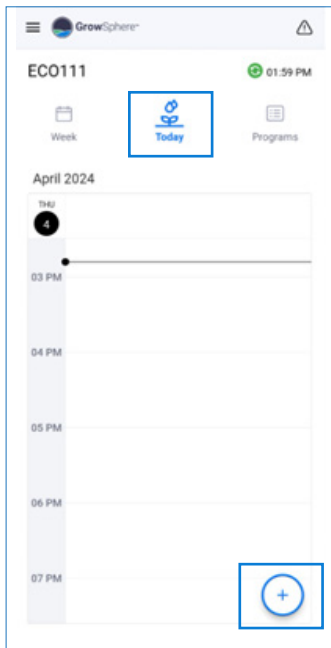 GrowSphere™
ECO111
01:59 PM
Week
Today
Programs
April 2024
THU
4
03 PM
04 PM
05 PM
06 PM
07 PM
+